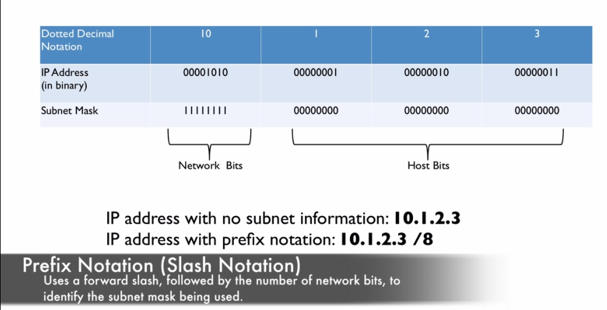 Dotted Decimal Notation 10 1 2 3
IP Address (in binary) 00001010 00000001 00000010 00000011
Subnet Mask 11111111 00000000 00000000 00000000
Network Bits Host Bits
IP address with no subnet information: 10.1.2.3
IP address with prefix notation: 10.1.2.3 /8
Prefix Notation (Slash Notation)
Uses a forward slash, followed by the number of network bits, to
identify the subnet mask being used.